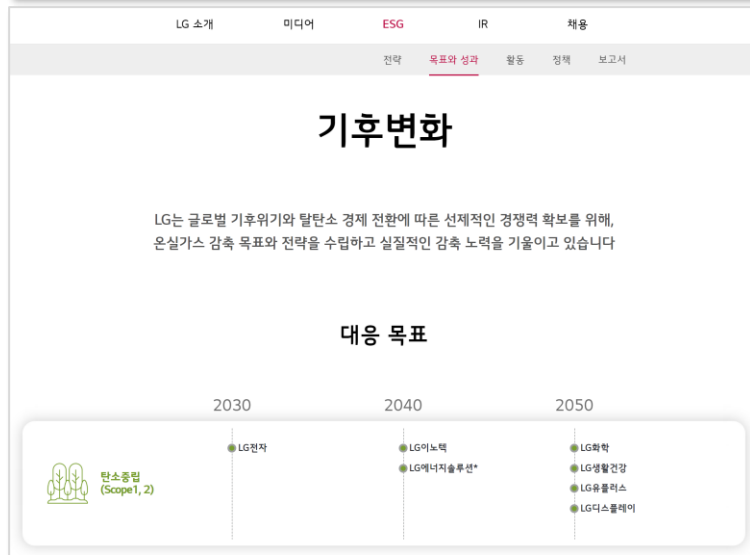 LG 소개 미디어 ESG IR 채용
전략 목표와 성과 활동 정책 보고서
기후변화
LG는 글로벌 기후위기와 탈탄소 경제 전환에 따른 선제적인 경쟁력 확보를 위해,
온실가스 감축 목표와 전략을 수립하고 실질적인 감축 노력을 기울이고 있습니다
대응 목표
2030 2040 2050
탄소중립
(Scope1, 2)
LG전자
LG이노텍
LG에너지솔루션*
LG화학
LG생활건강
LG유플러스
LG디스플레이